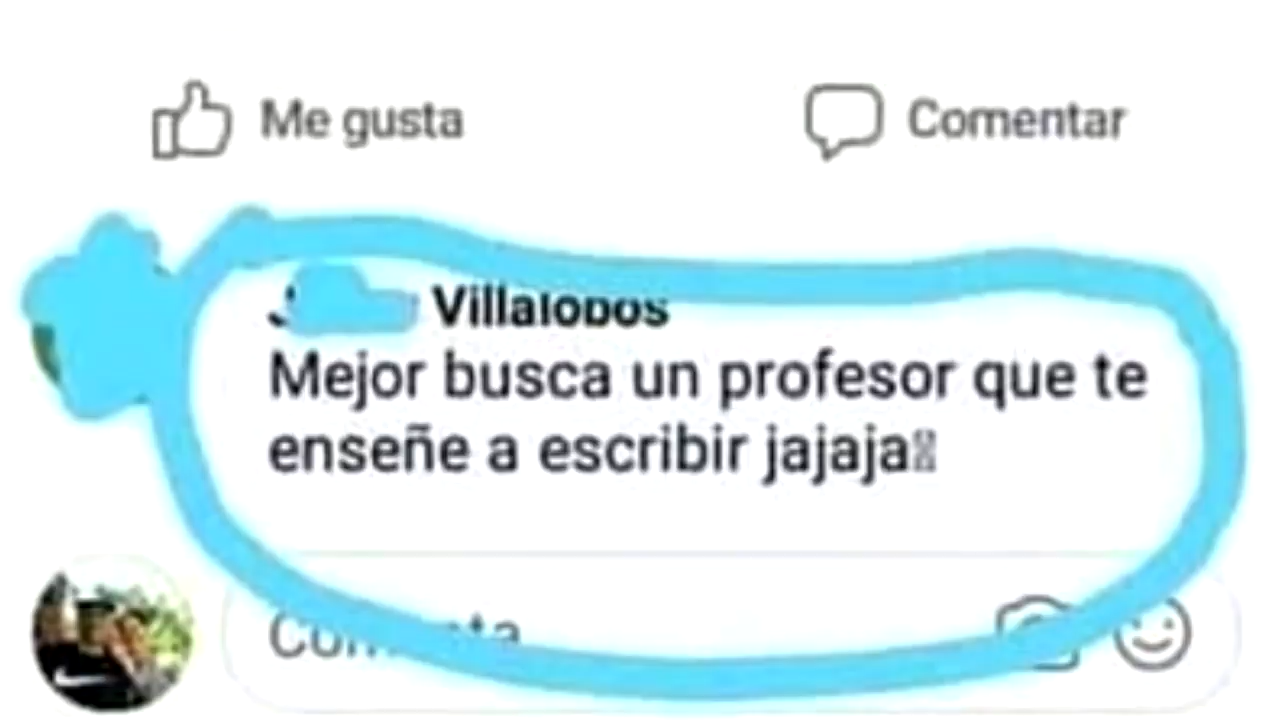 Me gusta
Comentar
Villalobos
Mejor busca un profesor que te
enseñe a escribir jajaja